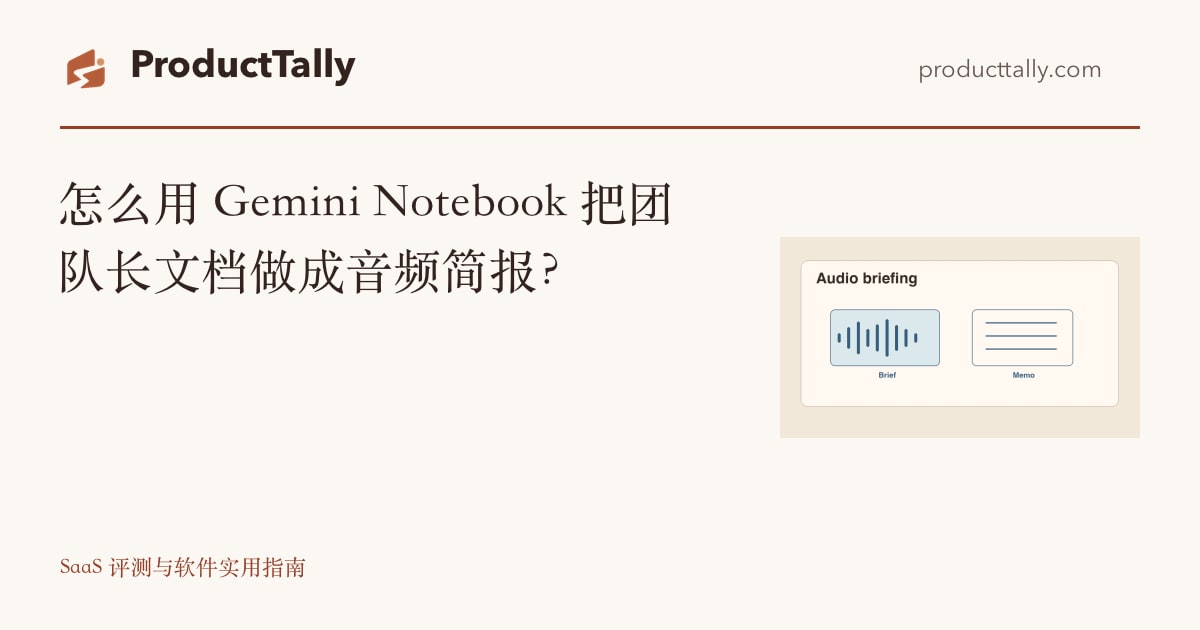 ProductTally
producttally.com
怎么用 Gemini Notebook 把团
队长文档做成音频简报?
Audio briefing
Brief
Memo
SaaS 评测与软件实用指南